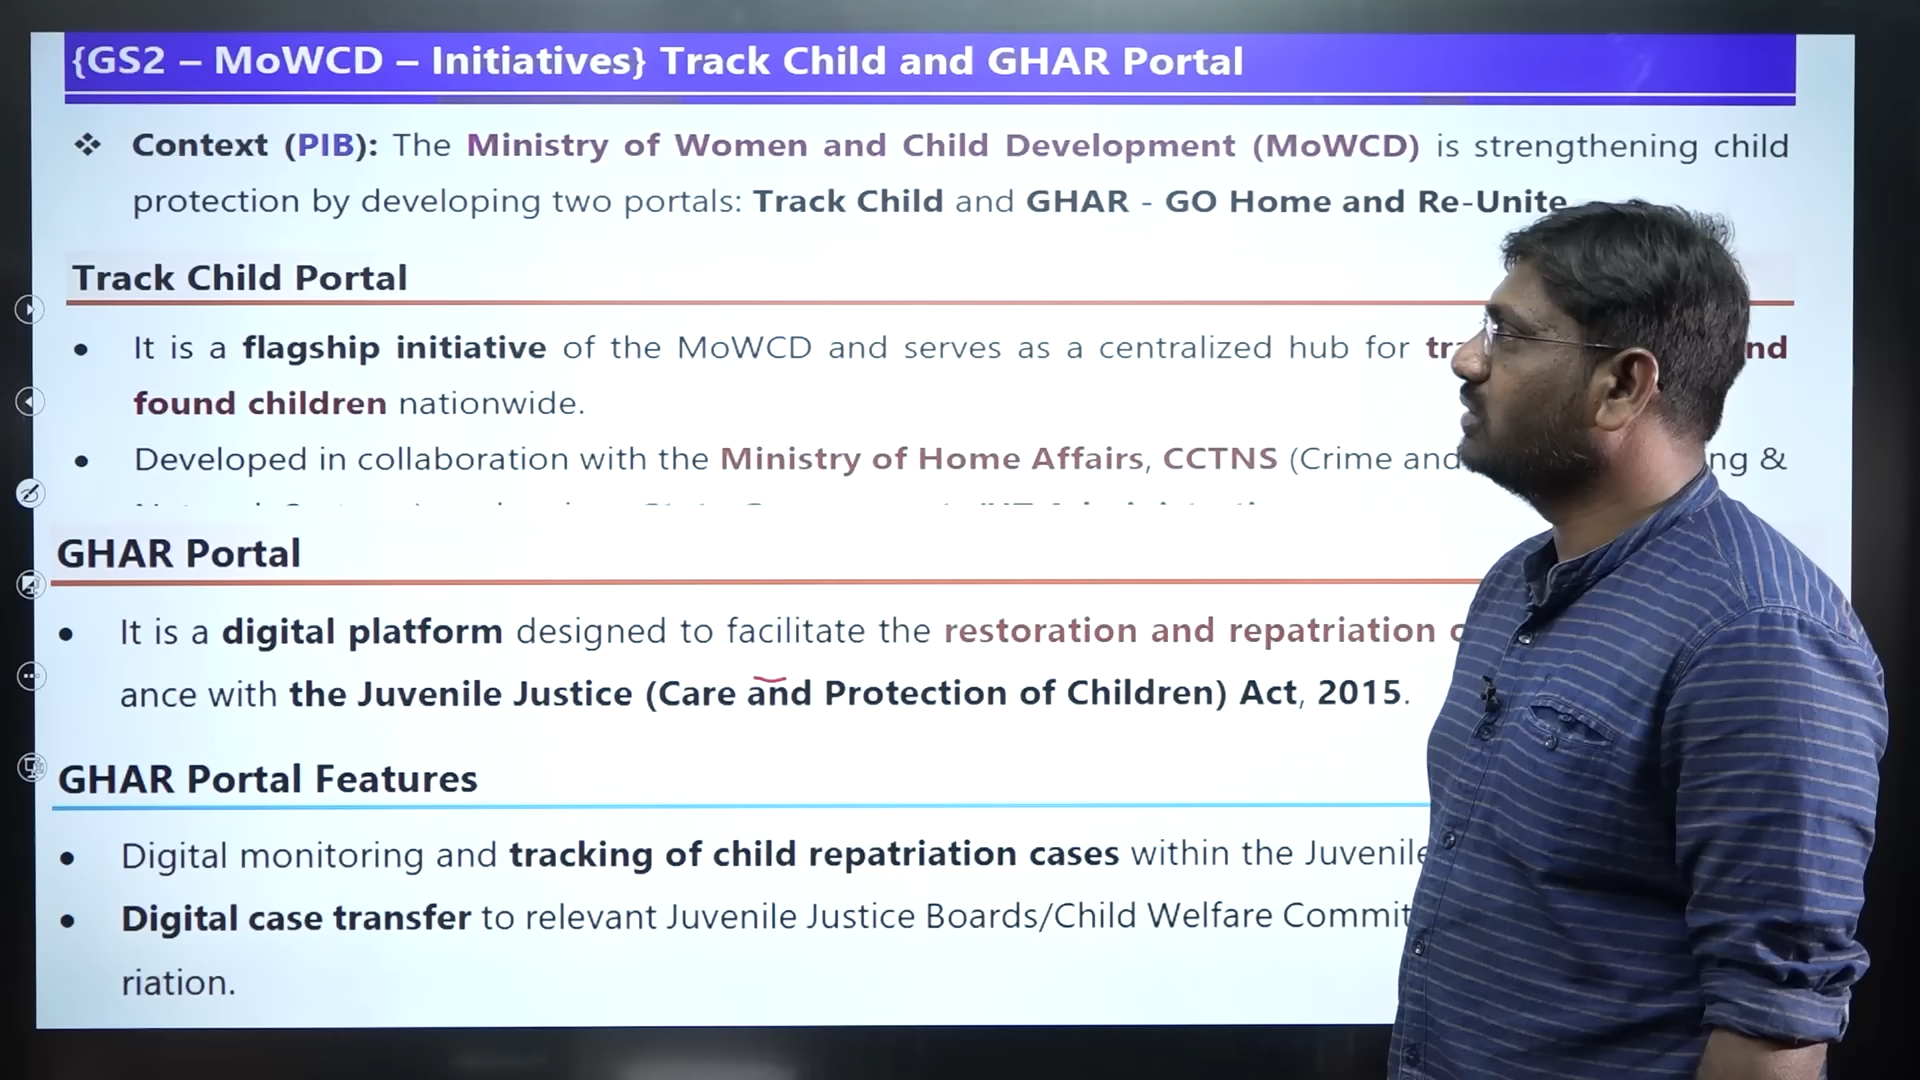 {GS2 – MoWCD – Initiatives} Track Child and GHAR Portal
❖ Context (PIB): The Ministry of Women and Child Development (MoWCD) is strengthening child
protection by developing two portals: Track Child and GHAR - GO Home and Re-Unite
Track Child Portal
• It is a flagship initiative of the MoWCD and serves as a centralized hub for
found children nationwide.
• Developed in collaboration with the Ministry of Home Affairs, CCTNS (Crime and &
GHAR Portal
• It is a digital platform designed to facilitate the restoration and repatriation
ance with the Juvenile Justice (Care and Protection of Children) Act, 2015.
GHAR Portal Features
• Digital monitoring and tracking of child repatriation cases within the Juvenile
• Digital case transfer to relevant Juvenile Justice Boards/Child Welfare Commit
riation.